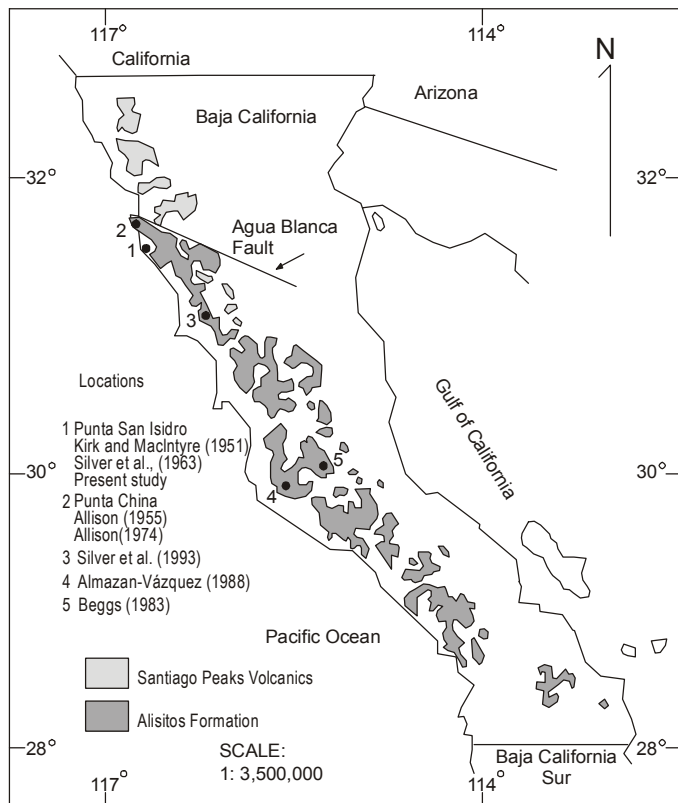 117°
114°
California
N
Arizona
Baja California
32°
32°
Agua Blanca
Fault
2
1
3
Locations
Gulf of California
1 Punta San Isidro
Kirk and MacIntyre (1951)
Silver et al., (1963)
Present study
2 Punta China
Allison (1955)
Allison(1974)
3 Silver et al. (1993)
4 Almazan-Vázquez (1988)
5 Beggs (1983)
5
30°
30°
4
Pacific Ocean
Santiago Peaks Volcanics
Alisitos Formation
SCALE:
1: 3,500,000
28°
28°
Baja California
Sur
117°
114°